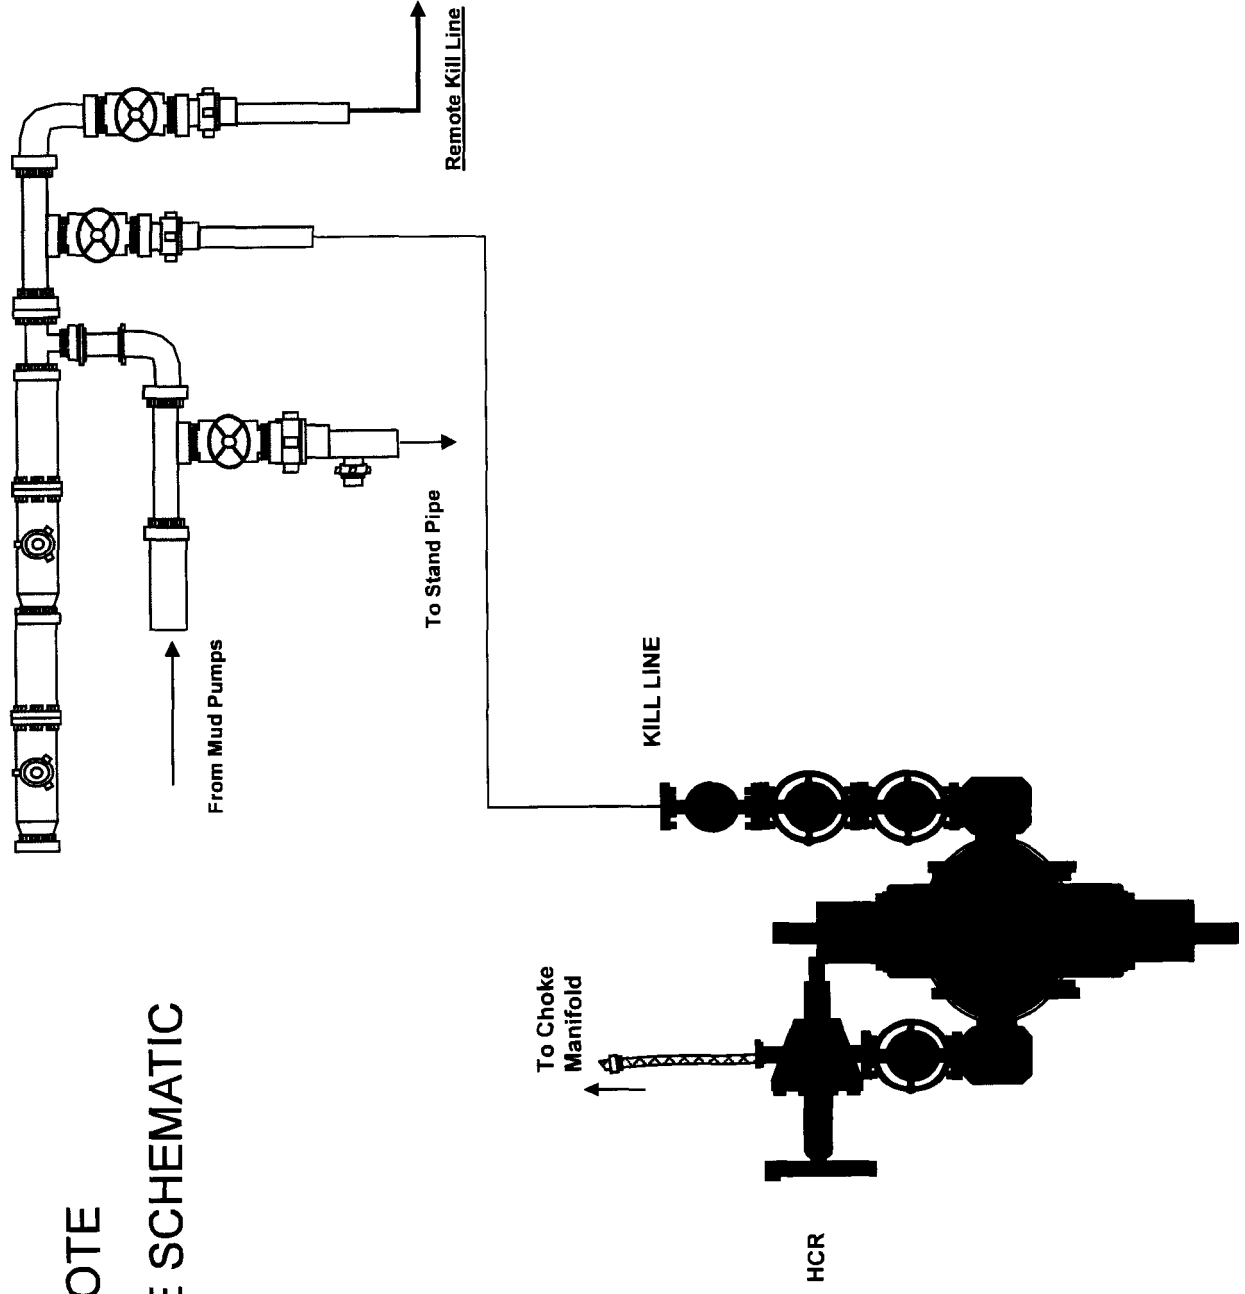 OTE
E SCHEMATIC
From Mud Pumps
To Stand Pipe
Remote Kill Line
To Choke
Manifold
KILL LINE
HCR